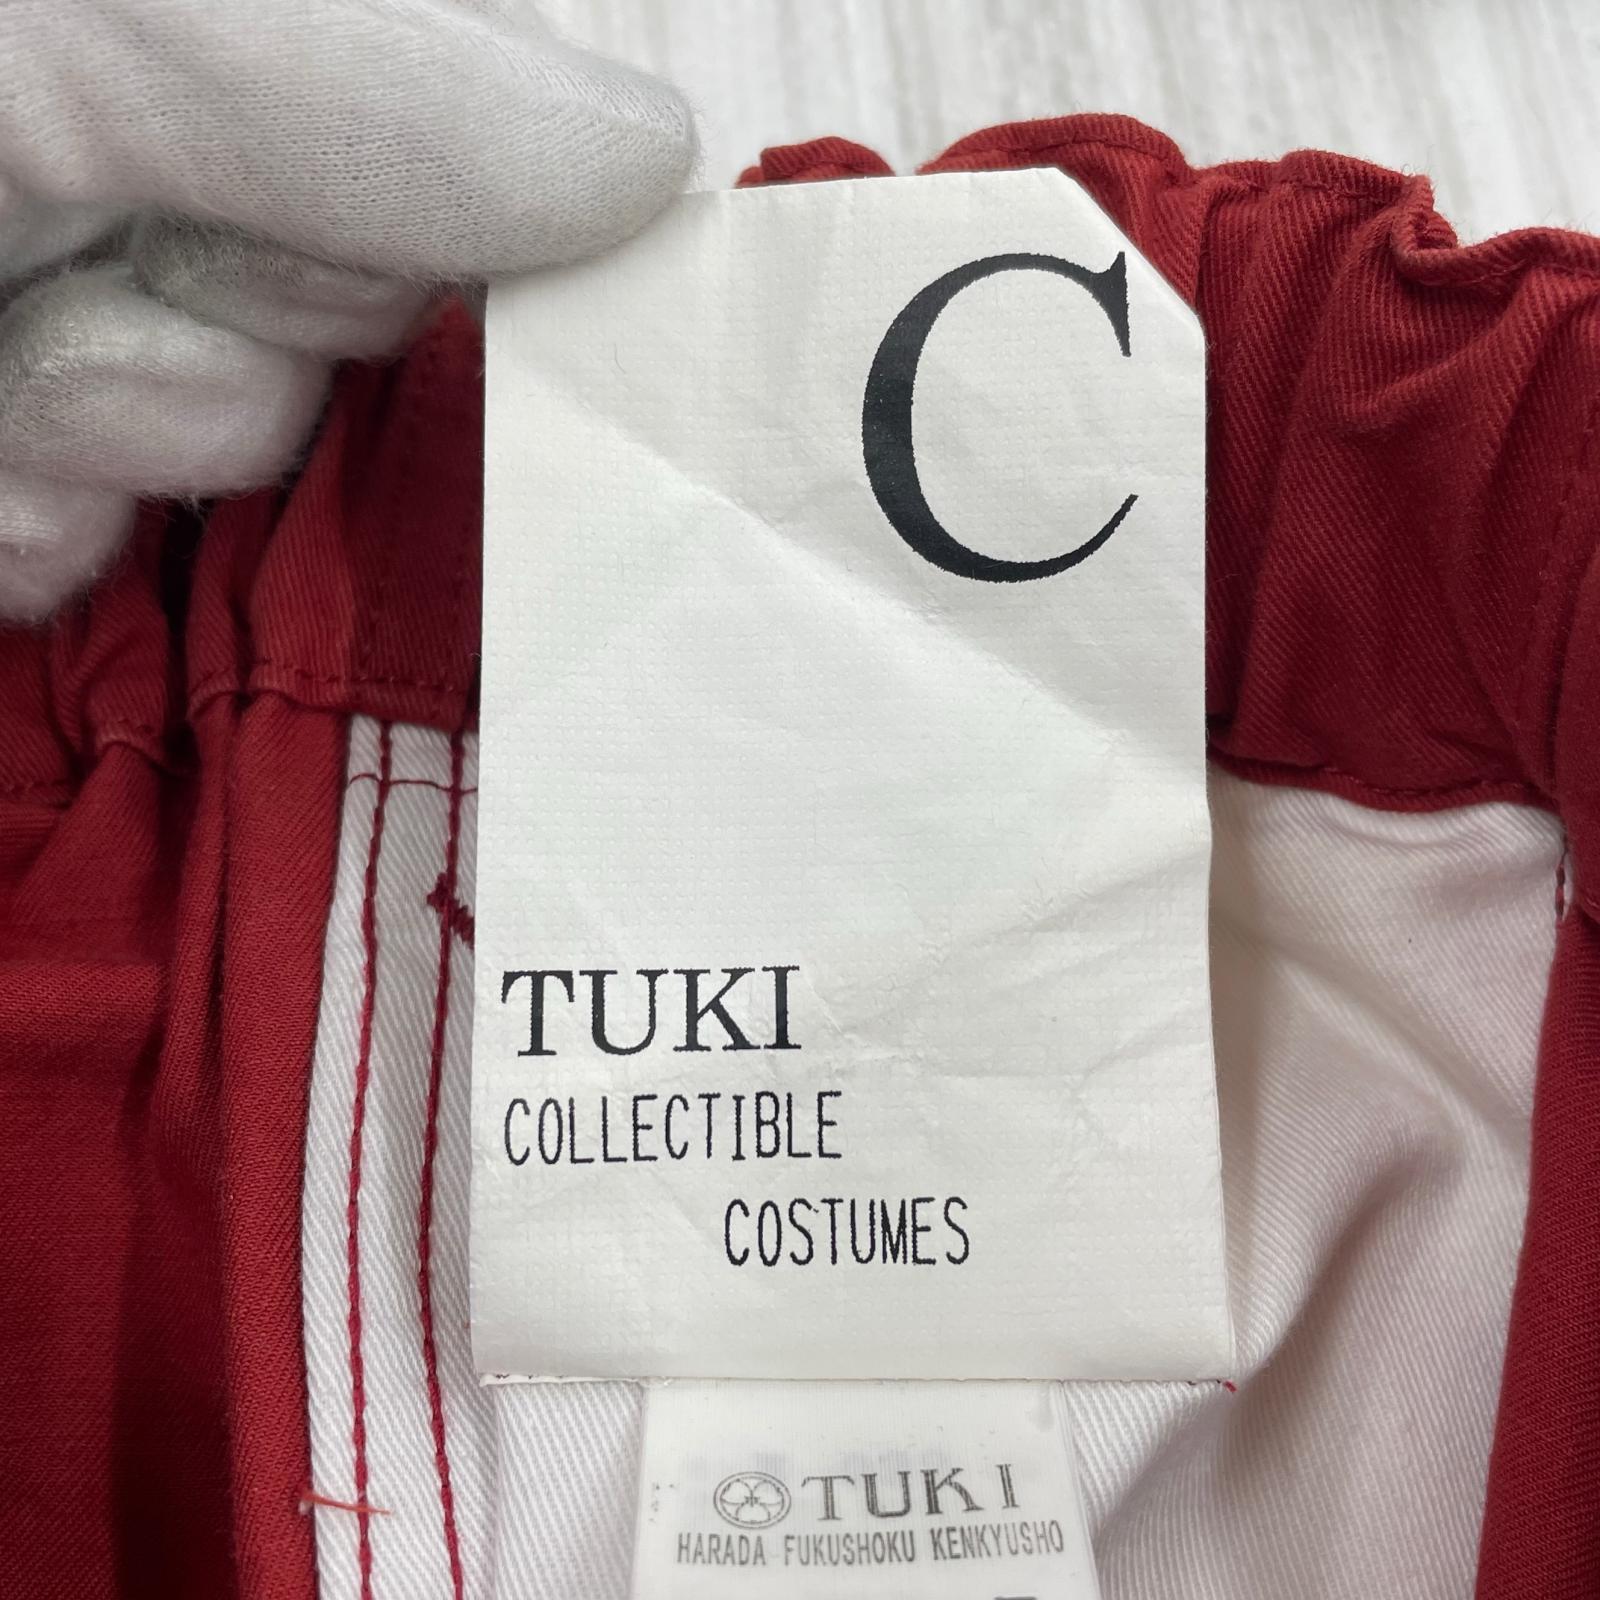 C
TUKI
COLLECTIBLE
COSTUMES
TUKI
HARADA FUKUSHOKU KENKYUSHO